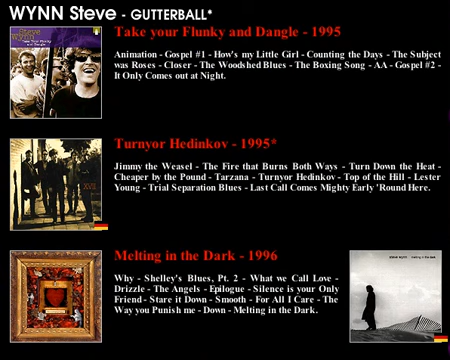 WYNN Steve - GUTTERBALL*
Take your Flunky and Dangle - 1995
Animation - Gospel #1 - How's my Little Girl - Counting the Days - The Subject
was Roses - Closer - The Woodshed Blues - The Boxing Song - AA - Gospel #2 -
It Only Comes out at Night.
Turnyor Hedinkov - 1995*
Jimmy the Weasel - The Fire that Burns Both Ways - Turn Down the Heat -
Cheaper by the Pound - Tarzana - Turnyor Hedinkov - Top of the Hill - Lester
Young - Trial Separation Blues - Last Call Comes Mighty Early 'Round Here.
Melting in the Dark - 1996
Why - Shelley's Blues, Pt. 2 - What we Call Love -
Drizzle - The Angels - Epilogue - Silence is your Only
Friend - Stare it Down - Smooth - For All I Care - The
Way you Punish me - Down - Melting in the Dark.
steve wynn melting in the dark